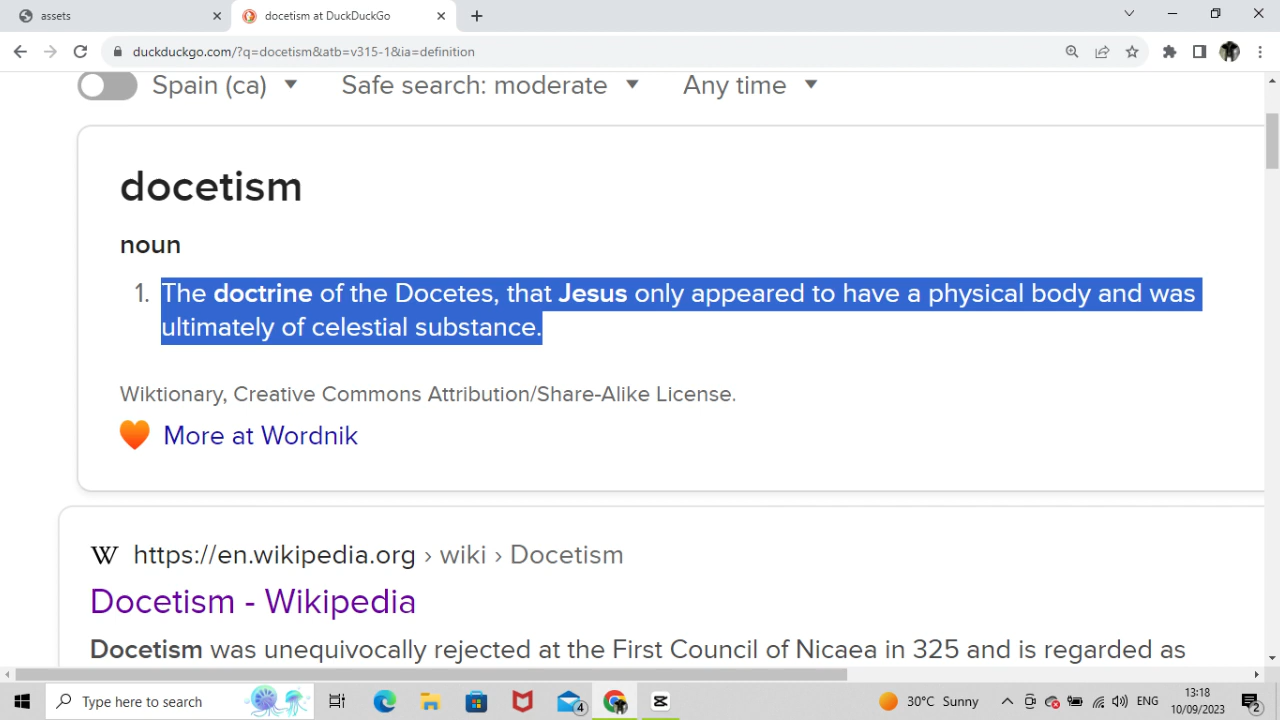 assets
docetism at DuckDuckGo
duckduckgo.com/?q=docetism&atb=v315-1&ia=definition
Spain (ca) Safe search: moderate Any time
docetism
noun
1. The doctrine of the Docetes, that Jesus only appeared to have a physical body and was
ultimately of celestial substance.
Wiktionary, Creative Commons Attribution/Share-Alike License.
More at Wordnik
W https://en.wikipedia.org › wiki › Docetism
Docetism - Wikipedia
Docetism was unequivocally rejected at the First Council of Nicaea in 325 and is regarded as
Type here to search
4
30°C Sunny
ENG
13:18
10/09/2023
2